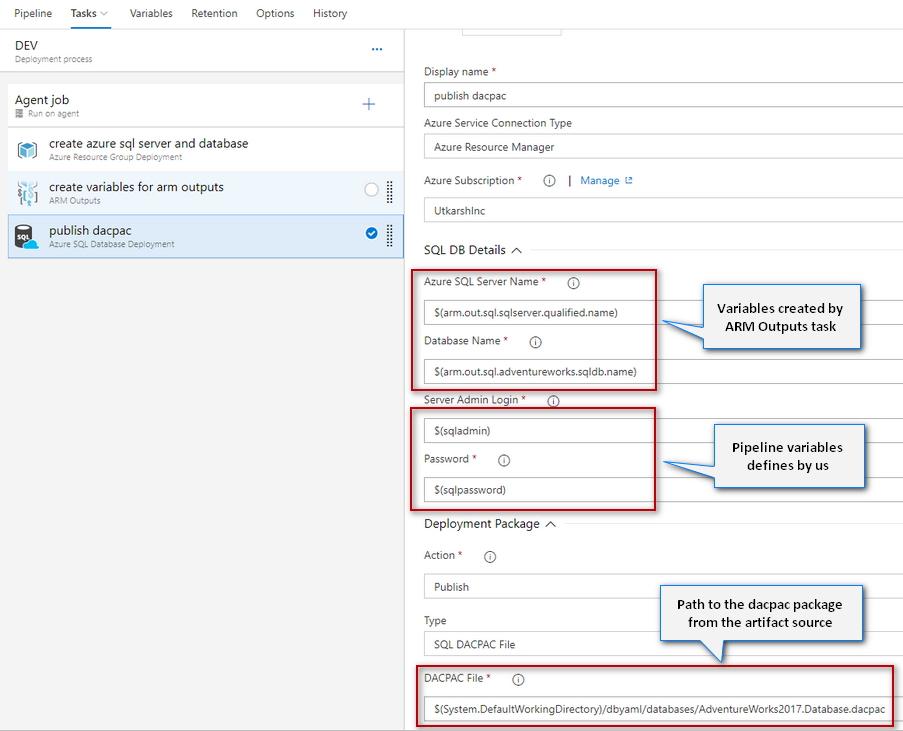 Pipeline Tasks Variables Retention Options History
DEV
Deployment process
Agent job
Run on agent
create azure sql server and database
Azure Resource Group Deployment
create variables for arm outputs
ARM Outputs
SQL
publish dacpac
Azure SQL Database Deployment
Display name *
publish dacpac
Azure Service Connection Type
Azure Resource Manager
Azure Subscription * | Manage
UtkarshInc
SQL DB Details
Azure SQL Server Name *
$(arm.out.sql.sqlserver.qualified.name)
Database Name *
$(arm.out.sql.adventureworks.sqldb.name)
Variables created by
ARM Outputs task
Server Admin Login *
$(sqladmin)
Password *
$(sqlpassword)
Pipeline variables
defines by us
Deployment Package
Action *
Publish
Type
SQL DACPAC File
Path to the dacpac package
from the artifact source
DACPAC File *
$(System.DefaultWorkingDirectory)/dbyaml/databases/AdventureWorks2017.Database.dacpac